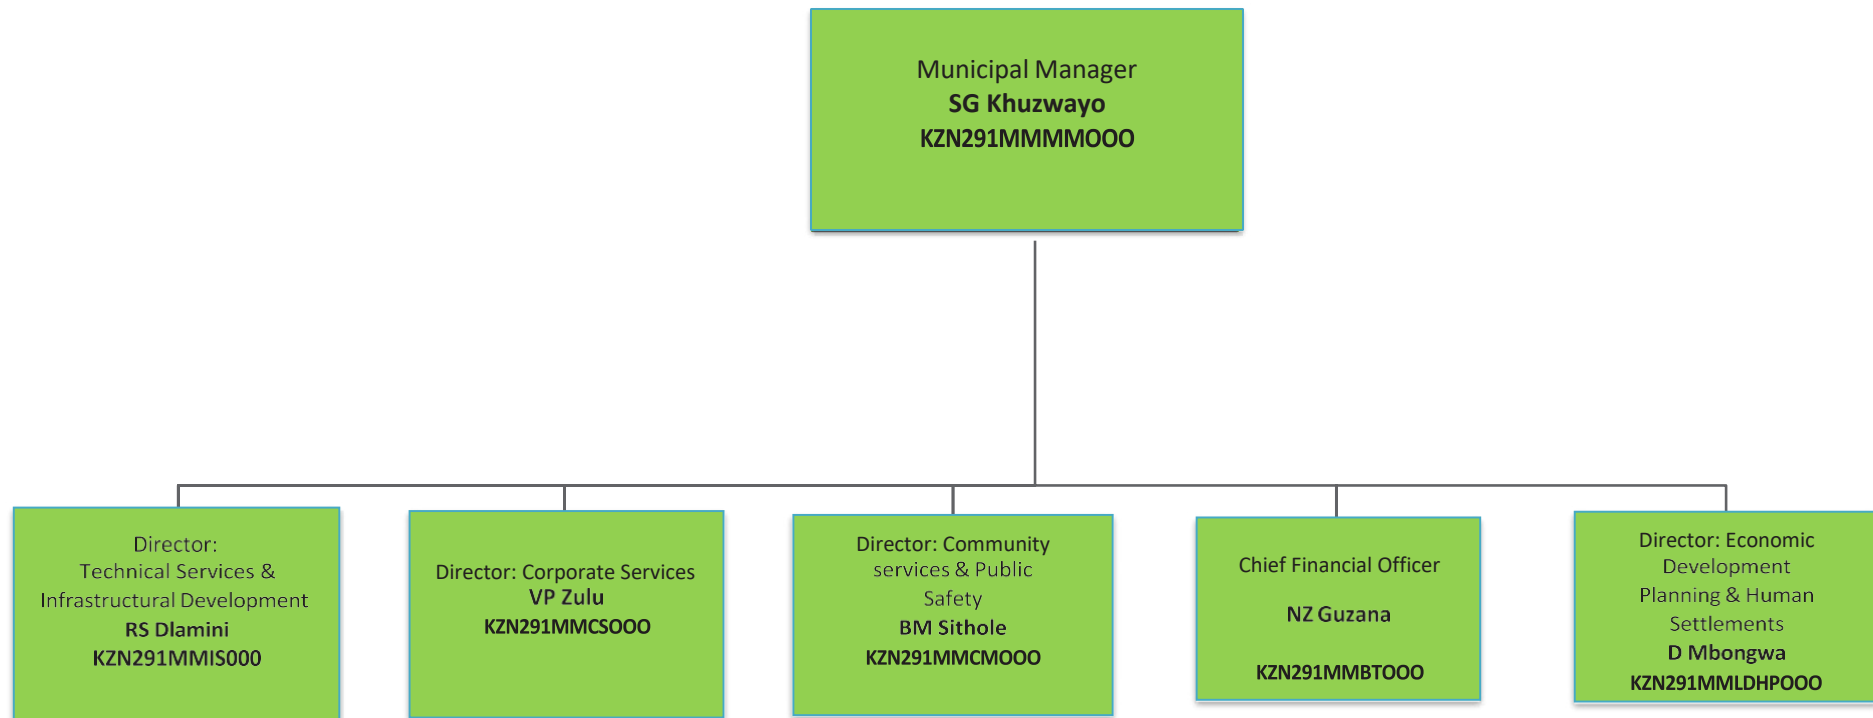 Municipal Manager
SG Khuzwayo
KZN291MMMMOOO
Director:
Technical Services &
Infrastructural Development
RS Dlamini
KZN291MMIS000
Director: Corporate Services
VP Zulu
KZN291MMCSOOO
Director: Community
services & Public
Safety
BM Sithole
KZN291MMCMOOO
Chief Financial Officer
NZ Guzana
KZN291MMBTOOO
Director: Economic
Development
Planning & Human
Settlements
D Mbongwa
KZN291MMLDHPOOO